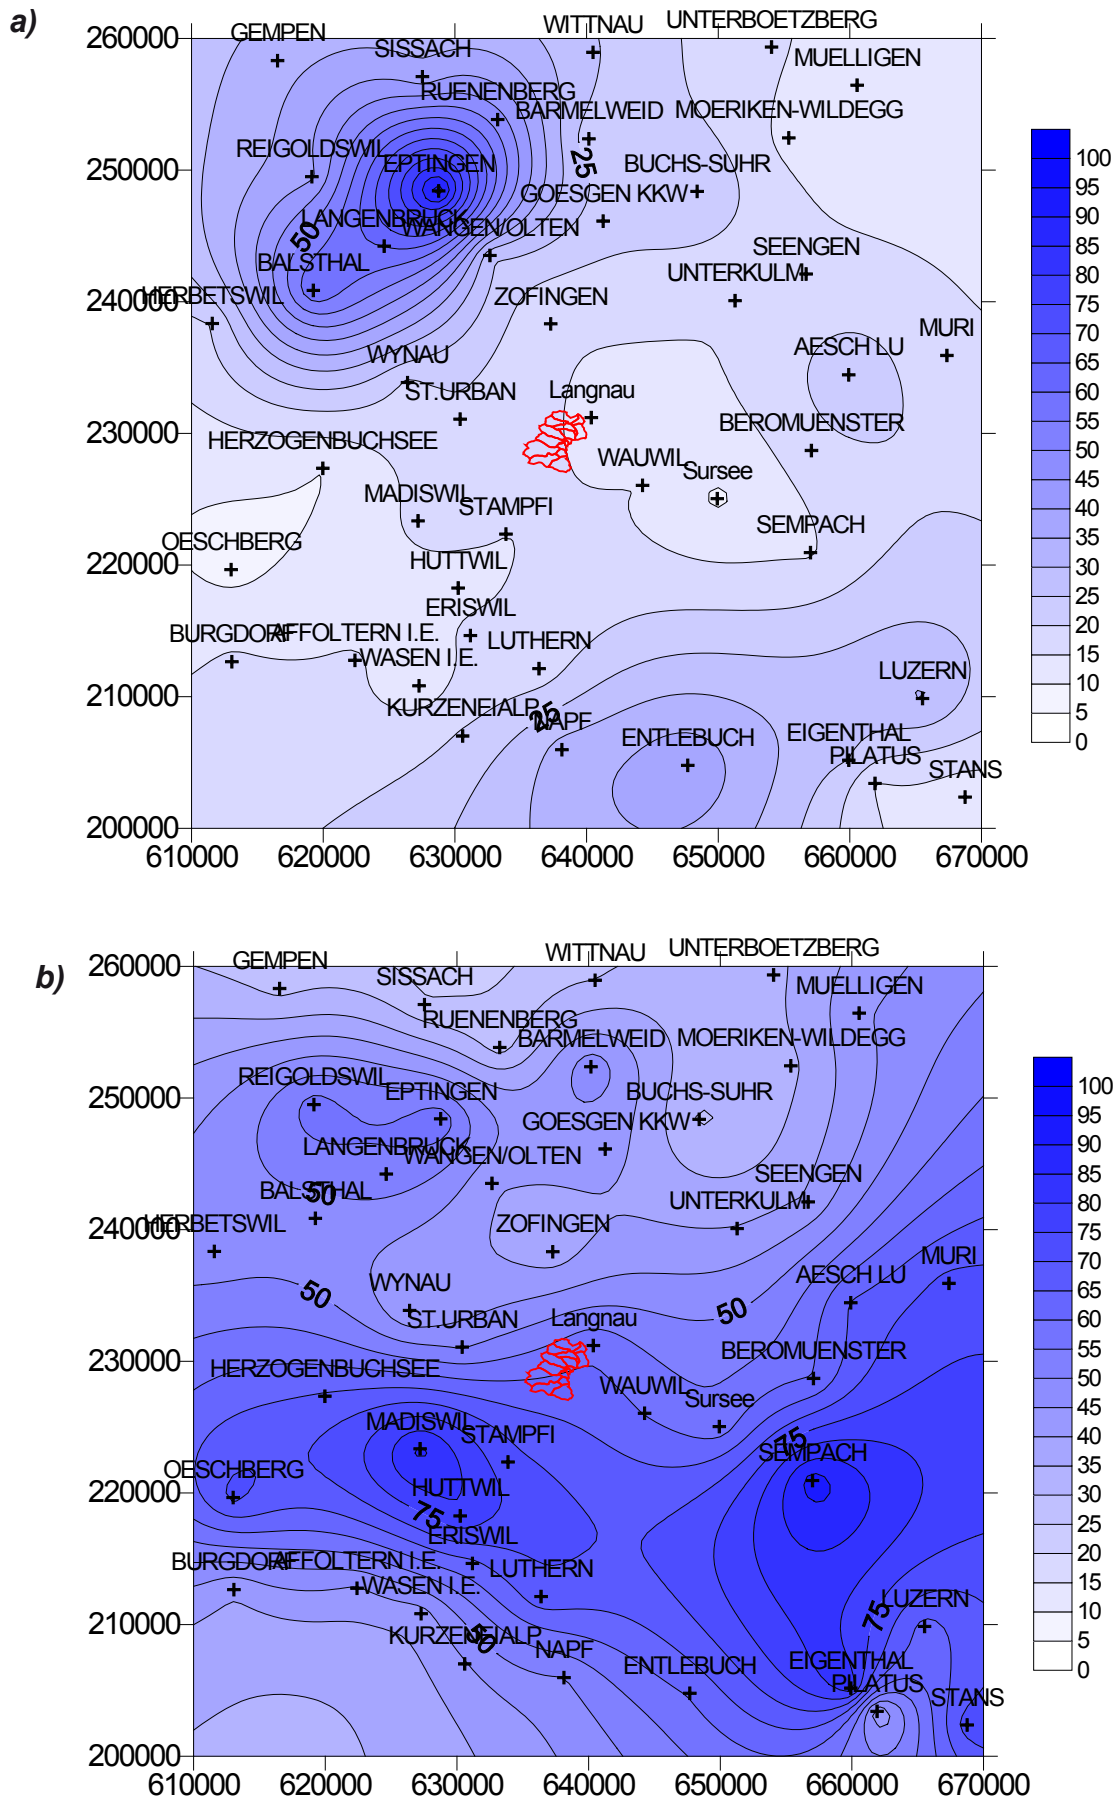 a)
260000
250000
240000
230000
220000
210000
200000
610000
620000
630000
640000
650000
660000
670000
GEMPEN
SISSACH
WITTNAU
UNTERBOETZBERG
MUELLIGEN
RUENENBERG
BARMELWEID
MOERIKEN-WILDEGG
REIGOLDSWIL
EPTINGEN
25
BUCHS-SUHR
GOESGEN KKW
LANGENBRUCK
WANGEN/OLTEN
50
BALSTHAL
SEENGEN
UNTERKULM
HERBETSWIL
ZOFINGEN
MURI
AESCH LU
WYNAU
ST.URBAN
Langnau
BEROMUENSTER
HERZOGENBUCHSEE
WAUWIL
Sursee
MADISWIL
STAMPFI
SEMPACH
OESCHBERG
HUTTWIL
ERISWIL
BURGDORF
AFFOLTERN I.E.
LUTHERN
WASEN I.E.
LUZERN
KURZENEIALP
25
NAPF
ENTLEBUCH
EIGENTHAL
PILATUS
STANS
100
95
90
85
80
75
70
65
60
55
50
45
40
35
30
25
20
15
10
5
0
b)
260000
250000
240000
230000
220000
210000
200000
610000
620000
630000
640000
650000
660000
670000
GEMPEN
SISSACH
WITTNAU
UNTERBOETZBERG
MUELLIGEN
RUENENBERG
BARMELWEID
MOERIKEN-WILDEGG
REIGOLDSWIL
EPTINGEN
BUCHS-SUHR
GOESGEN KKW
LANGENBRUCK
WANGEN/OLTEN
BALSTHAL
50
SEENGEN
UNTERKULM
HERBETSWIL
ZOFINGEN
MURI
AESCH LU
WYNAU
50
ST.URBAN
Langnau
50
BEROMUENSTER
HERZOGENBUCHSEE
WAUWIL
Sursee
MADISWIL
STAMPFI
75
SEMPACH
OESCHBERG
HUTTWIL
75
ERISWIL
BURGDORF
AFFOLTERN I.E.
LUTHERN
WASEN I.E.
75
LUZERN
KURZENEIALP
50
NAPF
ENTLEBUCH
EIGENTHAL
PILATUS
STANS
100
95
90
85
80
75
70
65
60
55
50
45
40
35
30
25
20
15
10
5
0